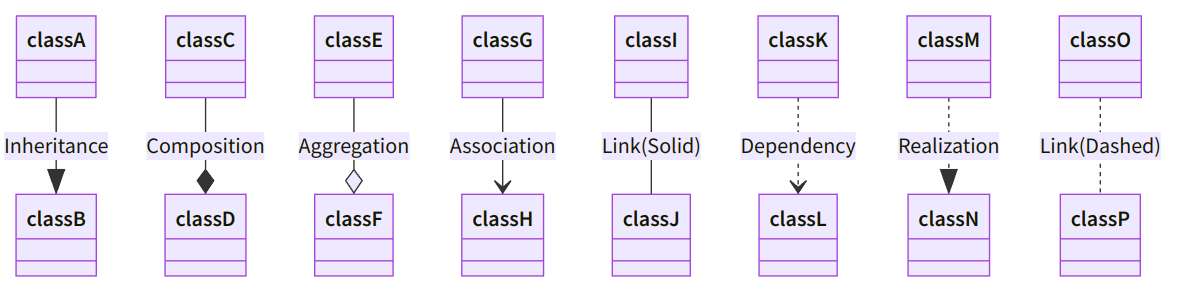 classA classC classE classG classI classK classM classO
Inheritance Composition Aggregation Association Link(Solid) Dependency Realization Link(Dashed)
classB classD classF classH classJ classL classN classP